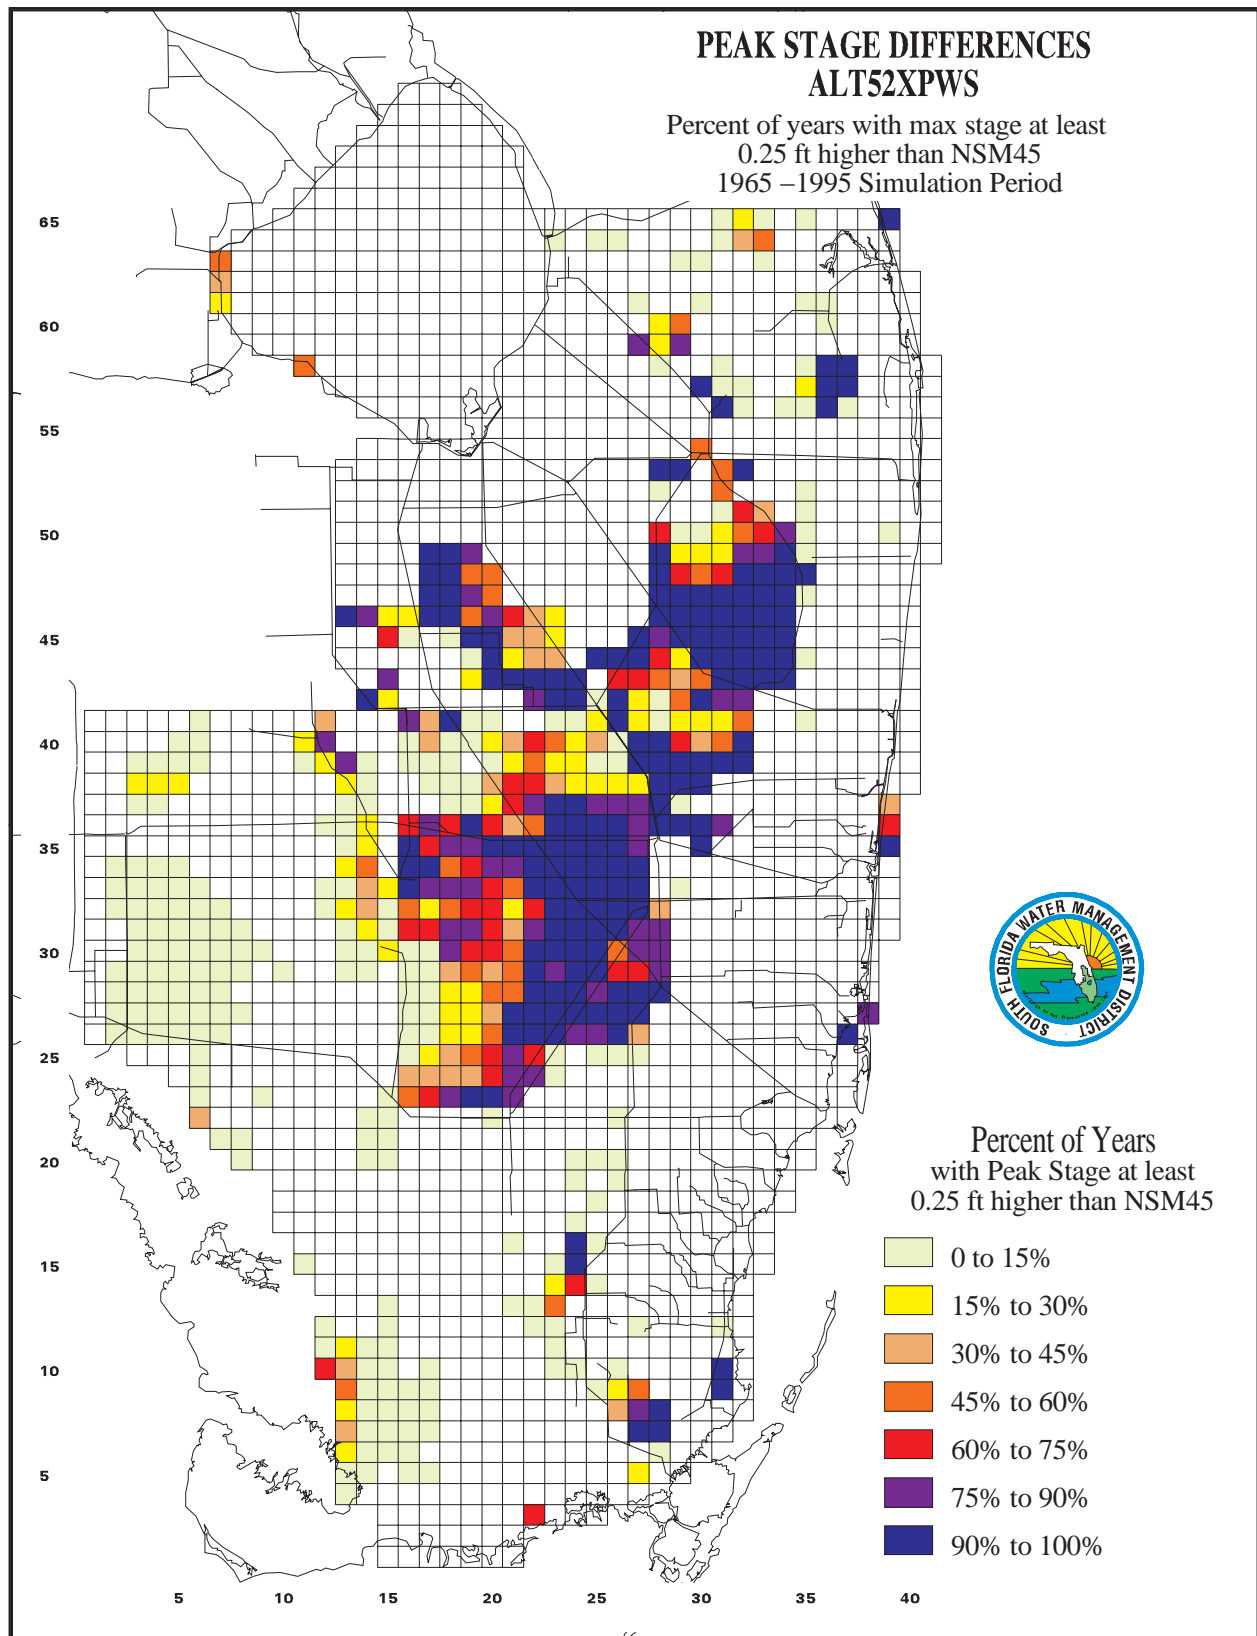 PEAK STAGE DIFFERENCES
ALT52XPWS
Percent of years with max stage at least
0.25 ft higher than NSM45
1965 –1995 Simulation Period
65
60
55
50
45
40
35
30
25
20
15
10
5
5 10 15 20 25 30 35 40
SOUTH FLORIDA WATER MANAGEMENT DISTRICT
Percent of Years
with Peak Stage at least
0.25 ft higher than NSM45
0 to 15%
15% to 30%
30% to 45%
45% to 60%
60% to 75%
75% to 90%
90% to 100%